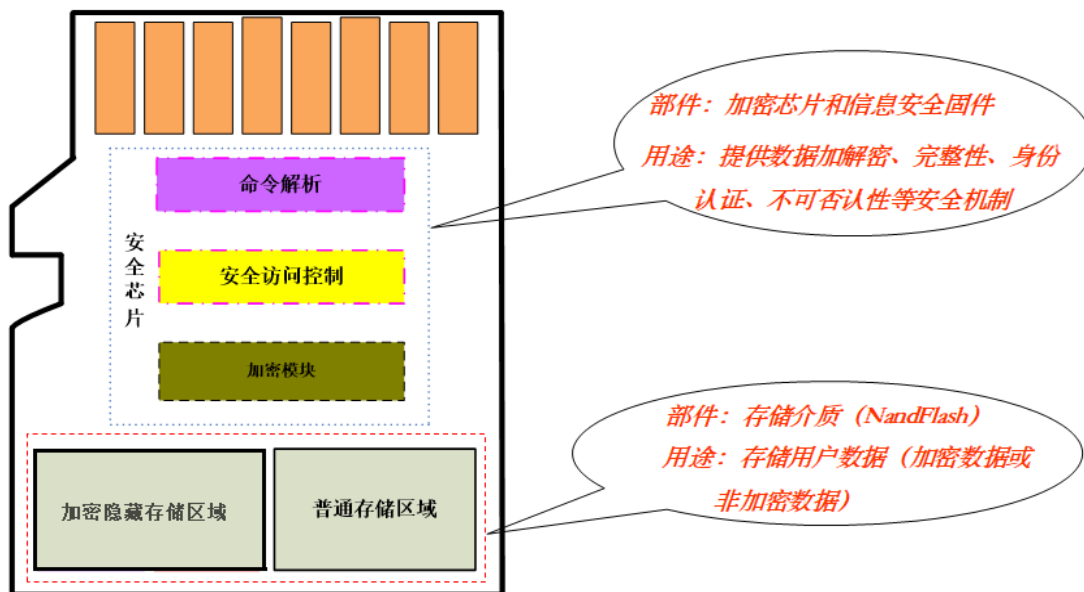 部件：加密芯片和信息安全固件
用途：提供数据加解密、完整性、身份
认证、不可否认性等安全机制
命令解析
安全芯片
安全访问控制
加密模块
部件：存储介质（NandFlash）
用途：存储用户数据（加密数据或
非加密数据）
加密隐藏存储区域
普通存储区域